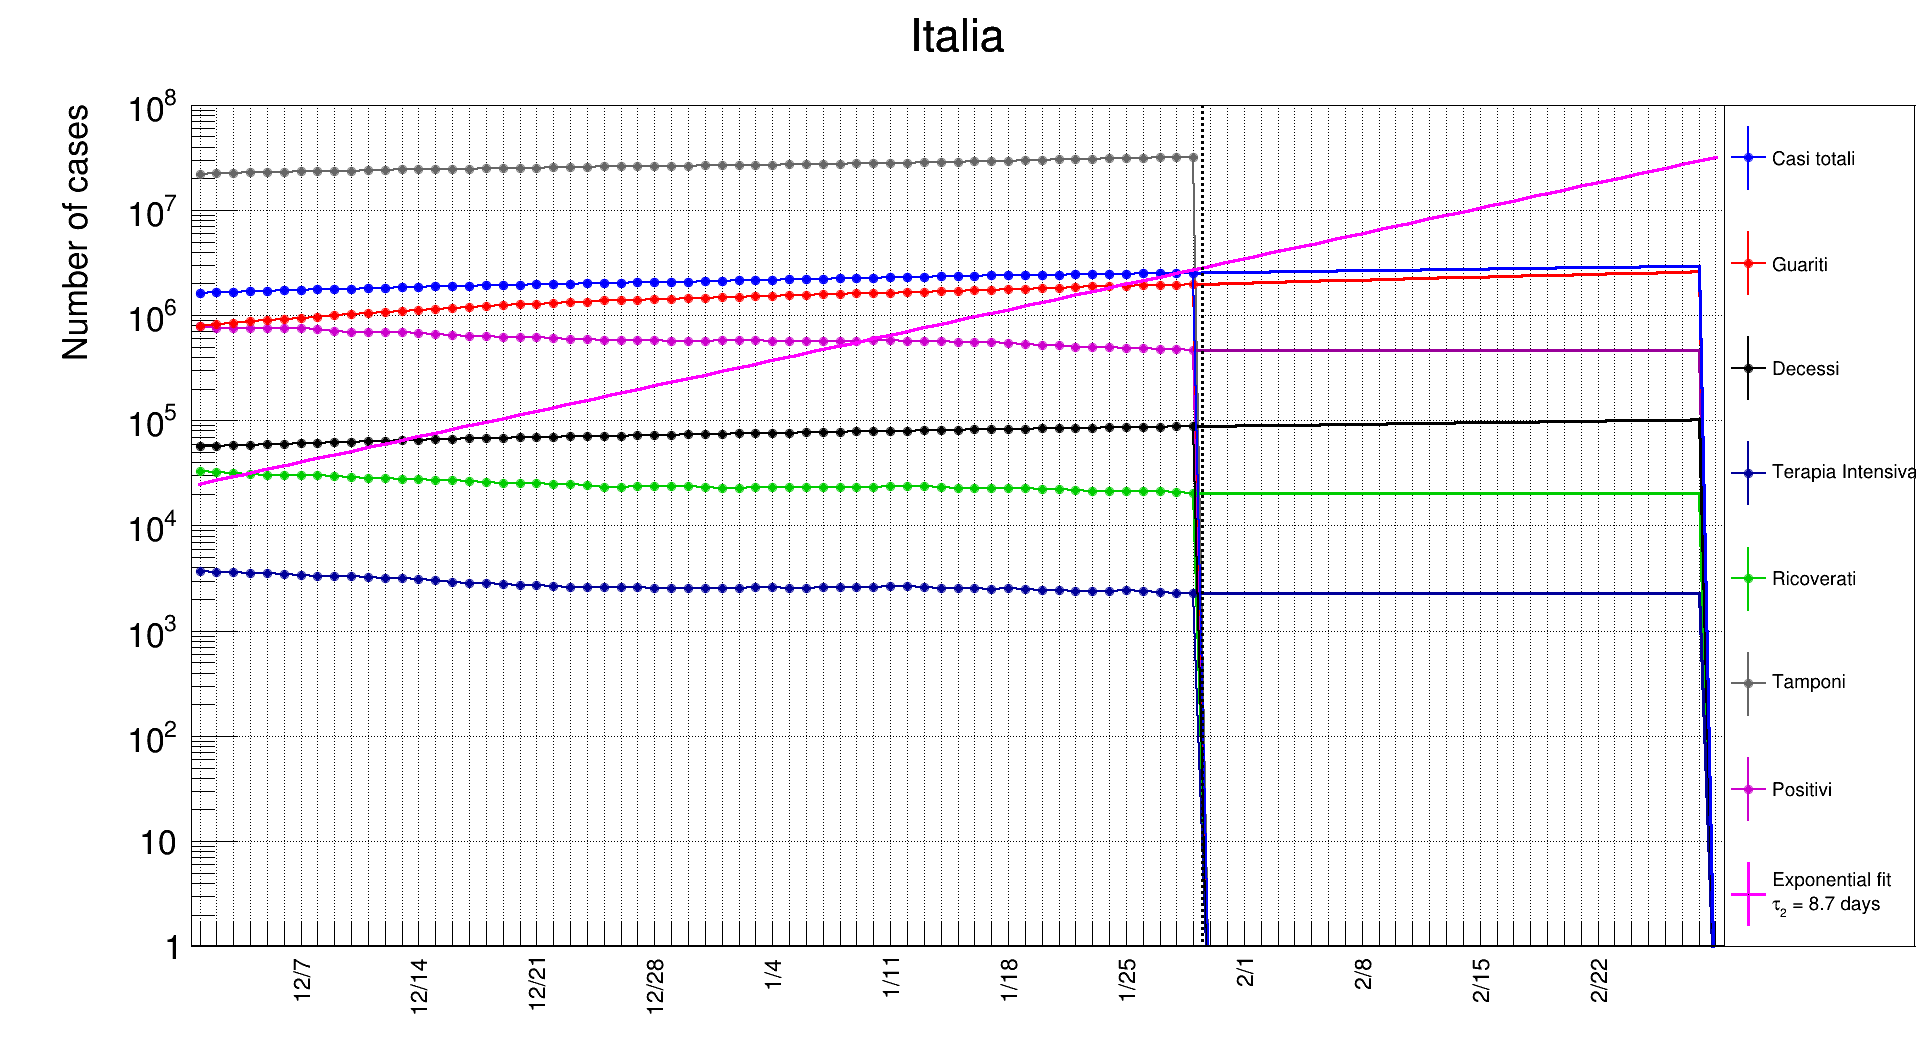 Italia
Number of cases
10^8
10^7
10^6
10^5
10^4
10^3
10^2
10
1
12/7
12/14
12/21
12/28
1/4
1/11
1/18
1/25
2/1
2/8
2/15
2/22
Casi totali
Guariti
Decessi
Terapia Intensiva
Ricoverati
Tamponi
Positivi
Exponential fit
τ_2 = 8.7 days